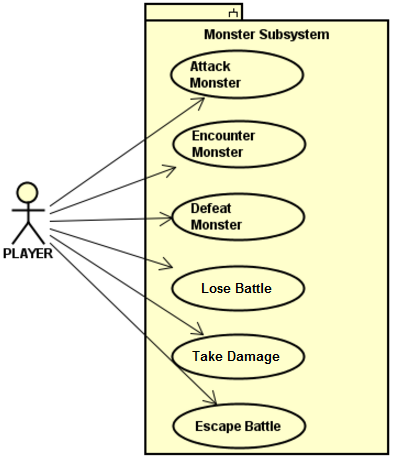 Monster Subsystem
Attack
Monster
Encounter
Monster
Defeat
Monster
PLAYER
Lose Battle
Take Damage
Escape Battle